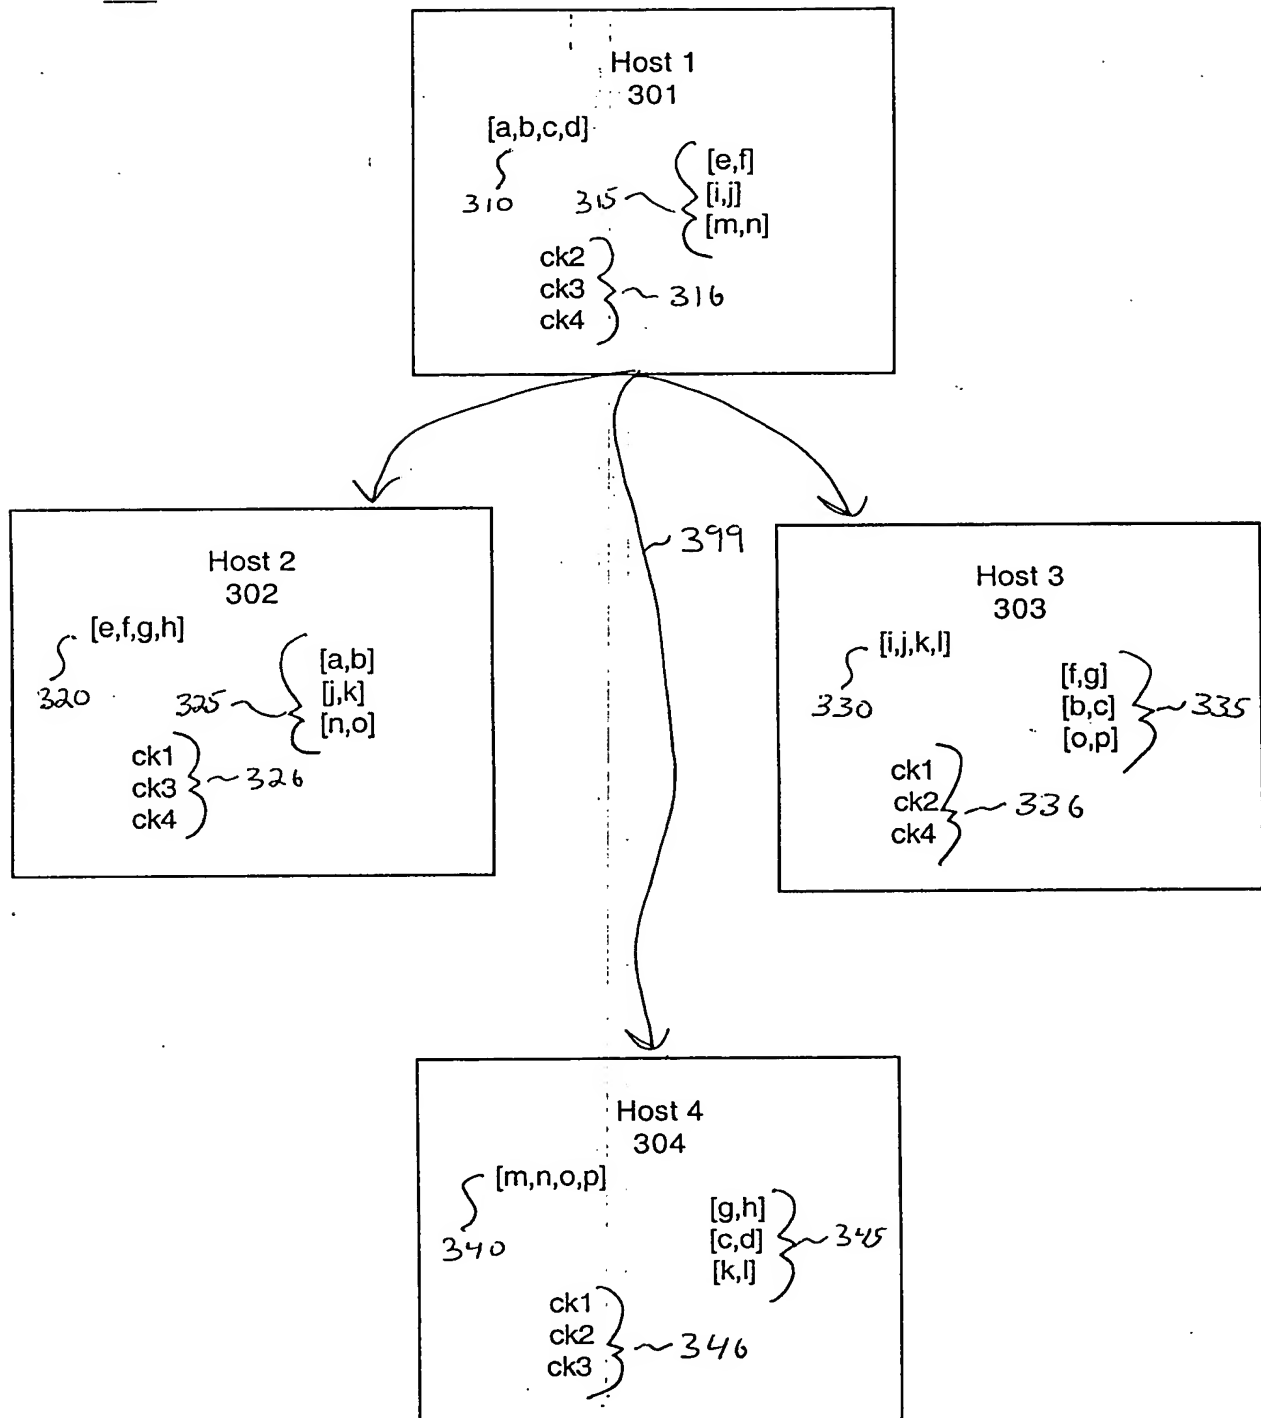 Host 1
301
[a,b,c,d]
310
315
[e,f]
[i,j]
[m,n]
ck2
ck3
ck4
316
399
Host 2
302
[e,f,g,h]
320
325
[a,b]
[j,k]
[n,o]
ck1
ck3
ck4
326
Host 3
303
[i,j,k,l]
330
[f,g]
[b,c]
[o,p]
335
ck1
ck2
ck4
336
Host 4
304
[m,n,o,p]
340
[g,h]
[c,d]
[k,l]
345
ck1
ck2
ck3
346